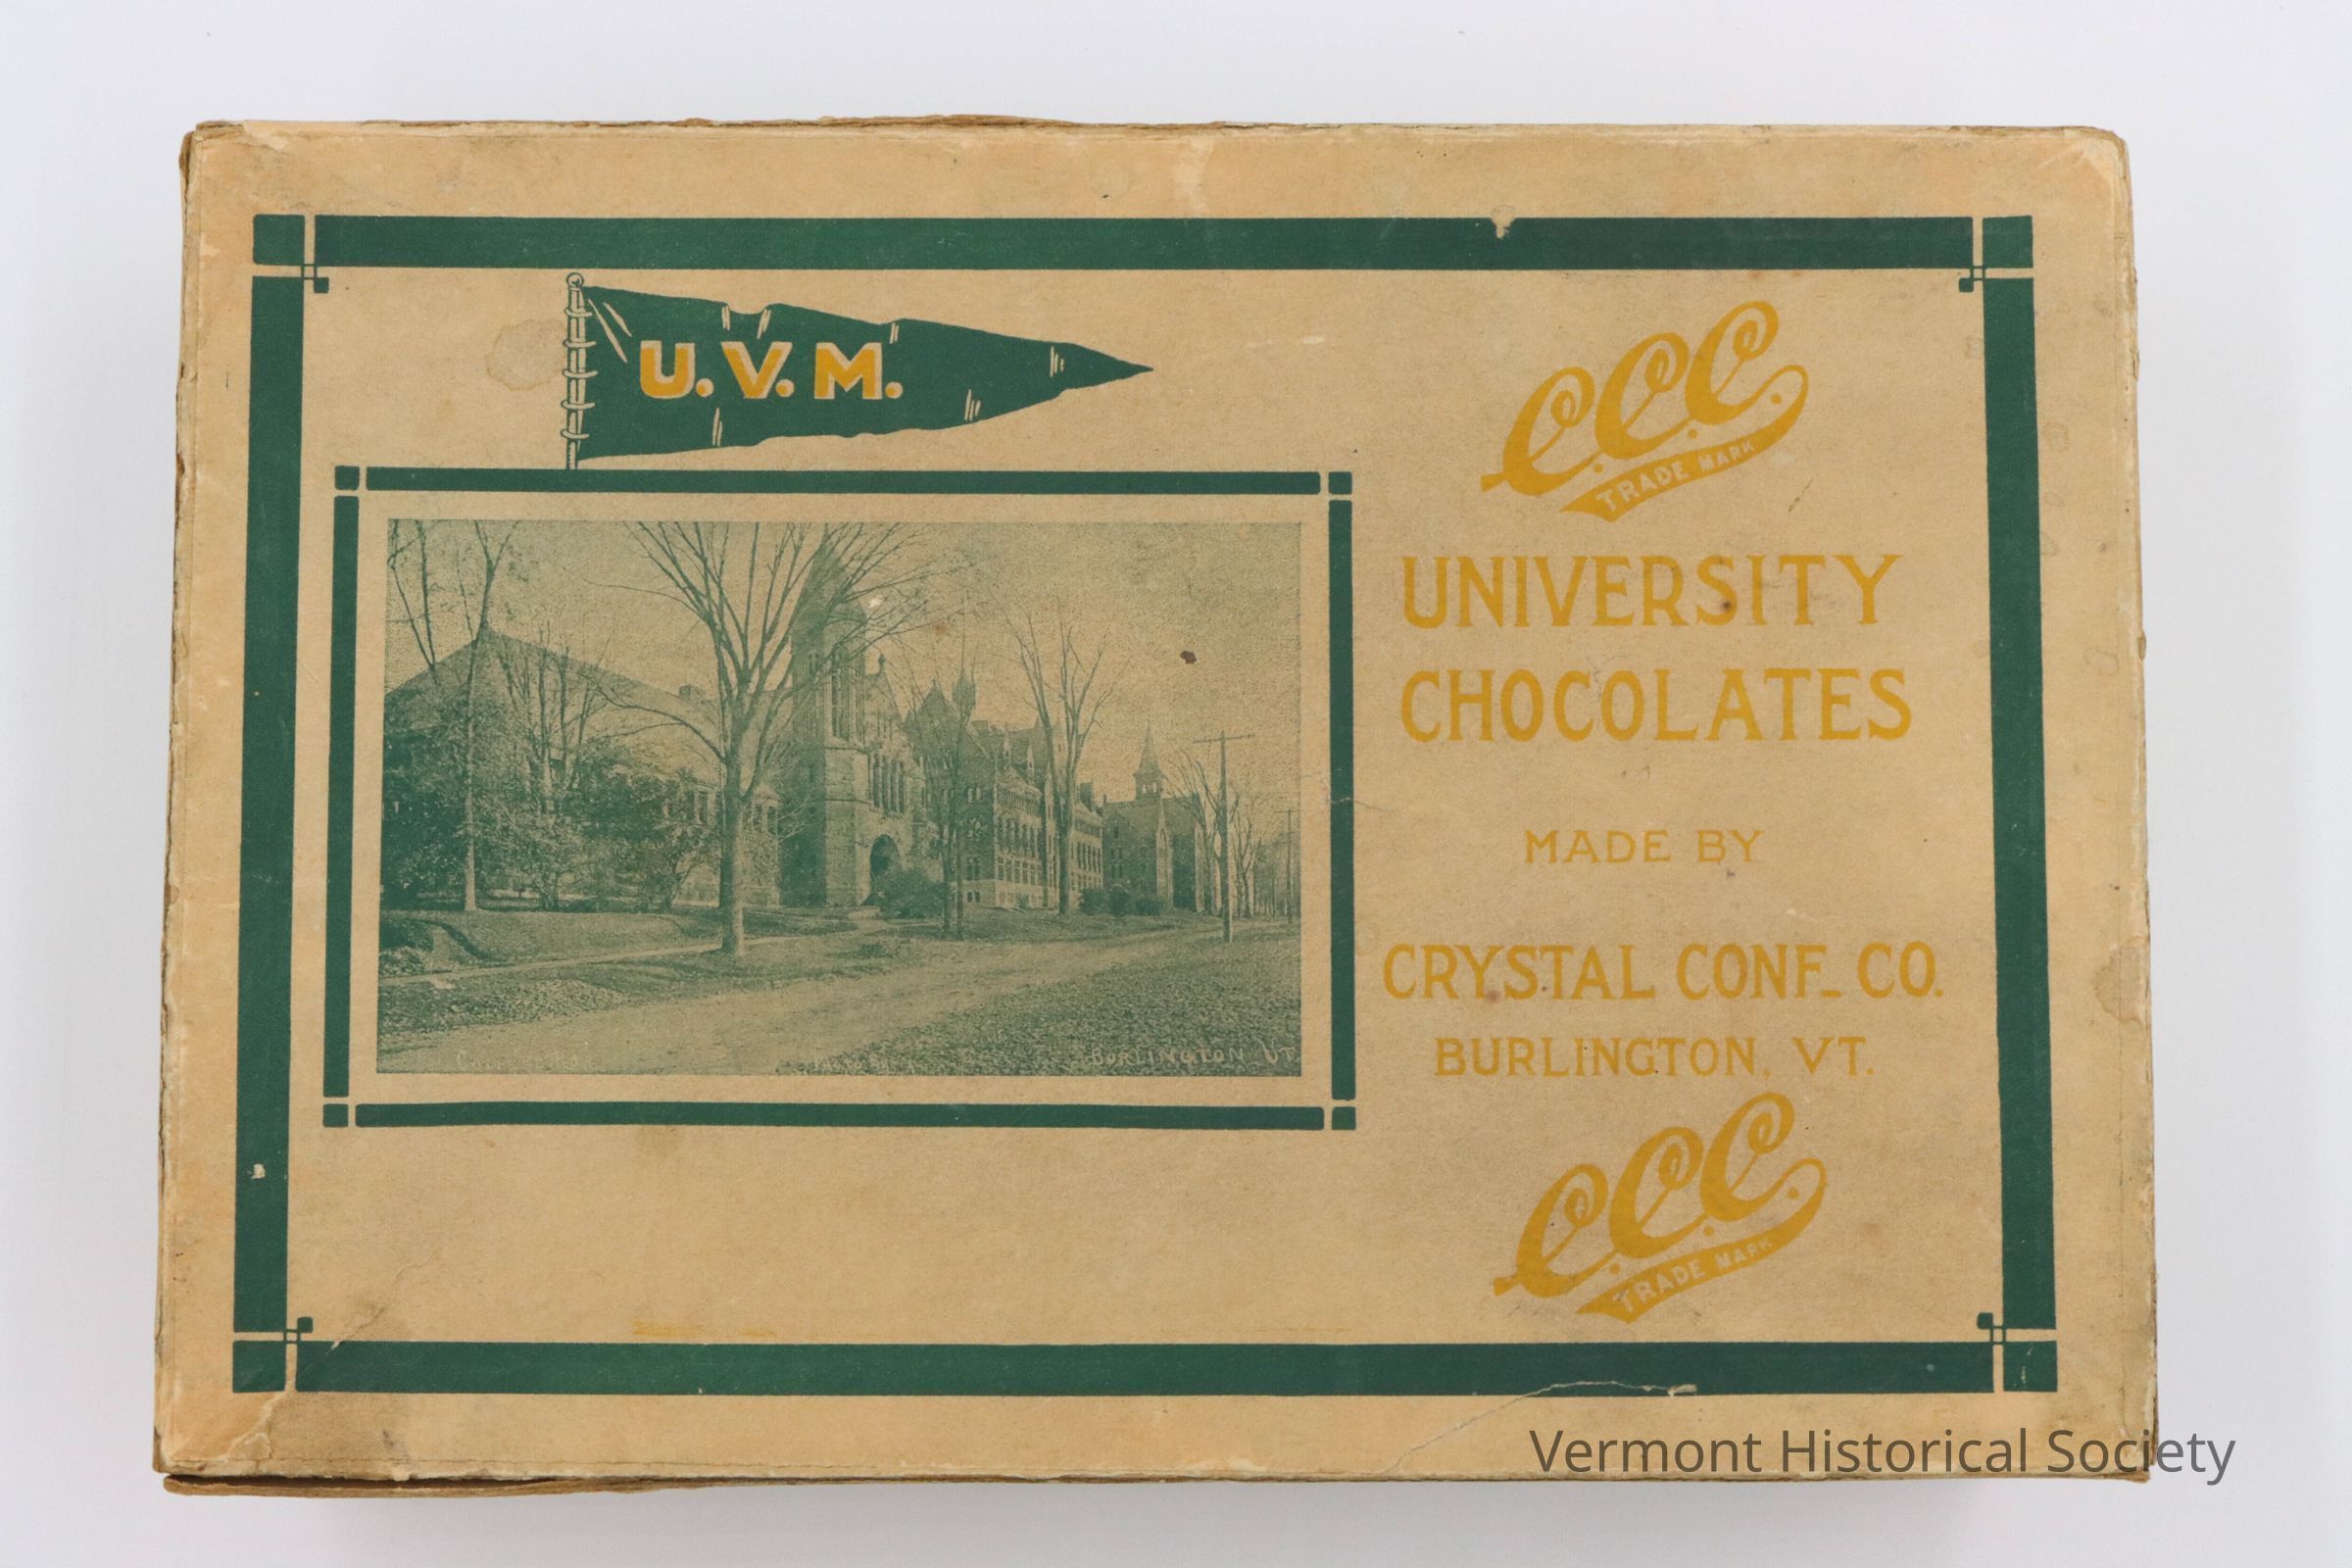 U.V.M.
C.C.C.
TRADE MARK
UNIVERSITY
CHOCOLATES
MADE BY
CRYSTAL CONF. CO.
BURLINGTON, VT.
C.C.C.
TRADE MARK
BURLINGTON VT
Vermont Historical Society